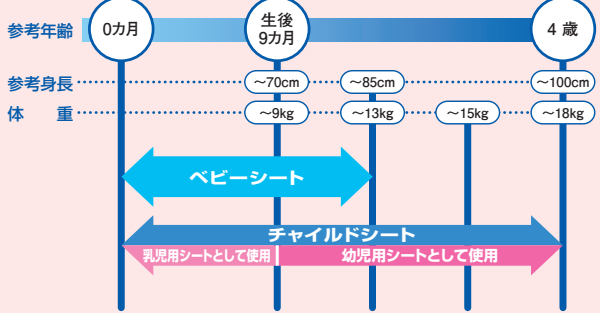 参考年齢 0カ月 生後9カ月 4歳
参考身長 ～70cm ～85cm ～100cm
体重 ～9kg ～13kg ～15kg ～18kg
ベビーシート
チャイルドシート
乳児用シートとして使用 幼児用シートとして使用